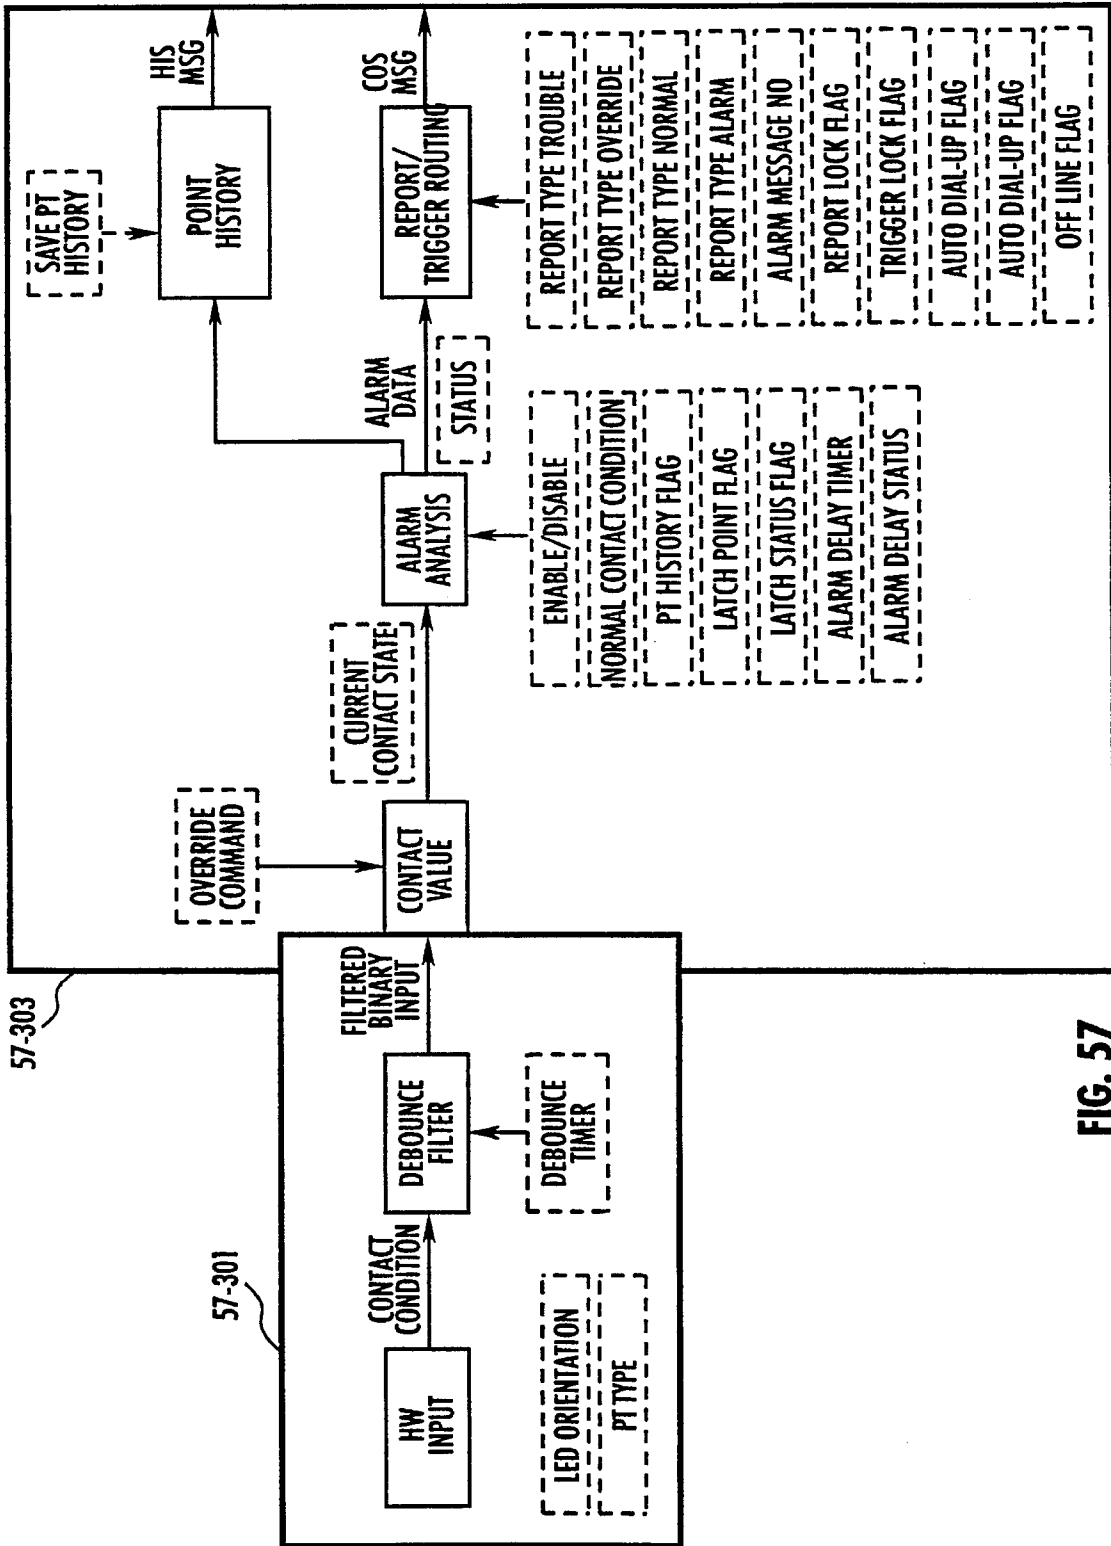 57-301
HW
INPUT
CONTACT
CONDITION
DEBOUNCE
FILTER
FILTERED
BINARY
INPUT
DEBOUNCE
TIMER
LED ORIENTATION
PT TYPE
57-303
OVERRIDE
COMMAND
CONTACT
VALUE
CURRENT
CONTACT STATE
ALARM
ANALYSIS
ALARM
DATA
STATUS
ENABLE/DISABLE
NORMAL CONTACT CONDITION
PT HISTORY FLAG
LATCH POINT FLAG
LATCH STATUS FLAG
ALARM DELAY TIMER
ALARM DELAY STATUS
SAVE PT
HISTORY
POINT
HISTORY
HIS
MSG
REPORT/
TRIGGER ROUTING
COS
MSG
REPORT TYPE TROUBLE
REPORT TYPE OVERRIDE
REPORT TYPE NORMAL
REPORT TYPE ALARM
ALARM MESSAGE NO
REPORT LOCK FLAG
TRIGGER LOCK FLAG
AUTO DIAL-UP FLAG
AUTO DIAL-UP FLAG
OFF LINE FLAG
FIG. 57